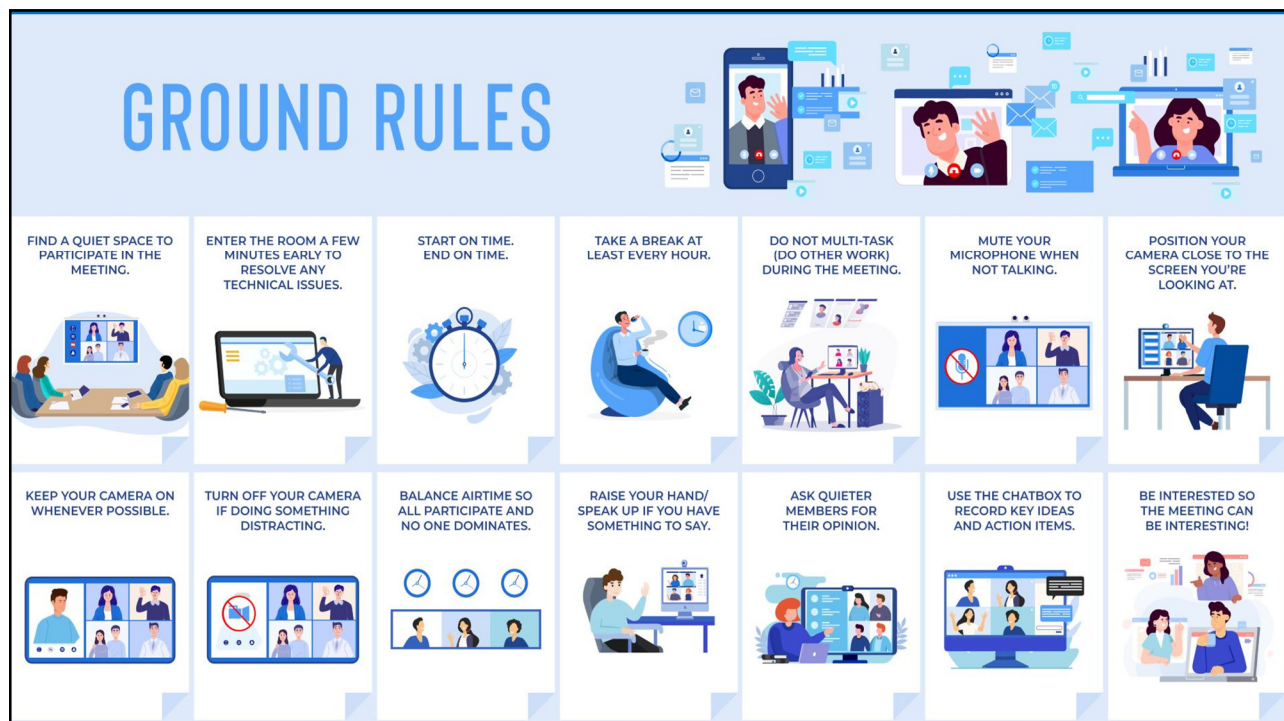 GROUND RULES
FIND A QUIET SPACE TO
PARTICIPATE IN THE
MEETING.
ENTER THE ROOM A FEW
MINUTES EARLY TO
RESOLVE ANY
TECHNICAL ISSUES.
START ON TIME.
END ON TIME.
TAKE A BREAK AT
LEAST EVERY HOUR.
DO NOT MULTI-TASK
(DO OTHER WORK)
DURING THE MEETING.
MUTE YOUR
MICROPHONE WHEN
NOT TALKING.
POSITION YOUR
CAMERA CLOSE TO THE
SCREEN YOU'RE
LOOKING AT.
KEEP YOUR CAMERA ON
WHENEVER POSSIBLE.
TURN OFF YOUR CAMERA
IF DOING SOMETHING
DISTRACTING.
BALANCE AIRTIME SO
ALL PARTICIPATE AND
NO ONE DOMINATES.
RAISE YOUR HAND/
SPEAK UP IF YOU HAVE
SOMETHING TO SAY.
ASK QUIETER
MEMBERS FOR
THEIR OPINION.
USE THE CHATBOX TO
RECORD KEY IDEAS
AND ACTION ITEMS.
BE INTERESTED SO
THE MEETING CAN
BE INTERESTING!